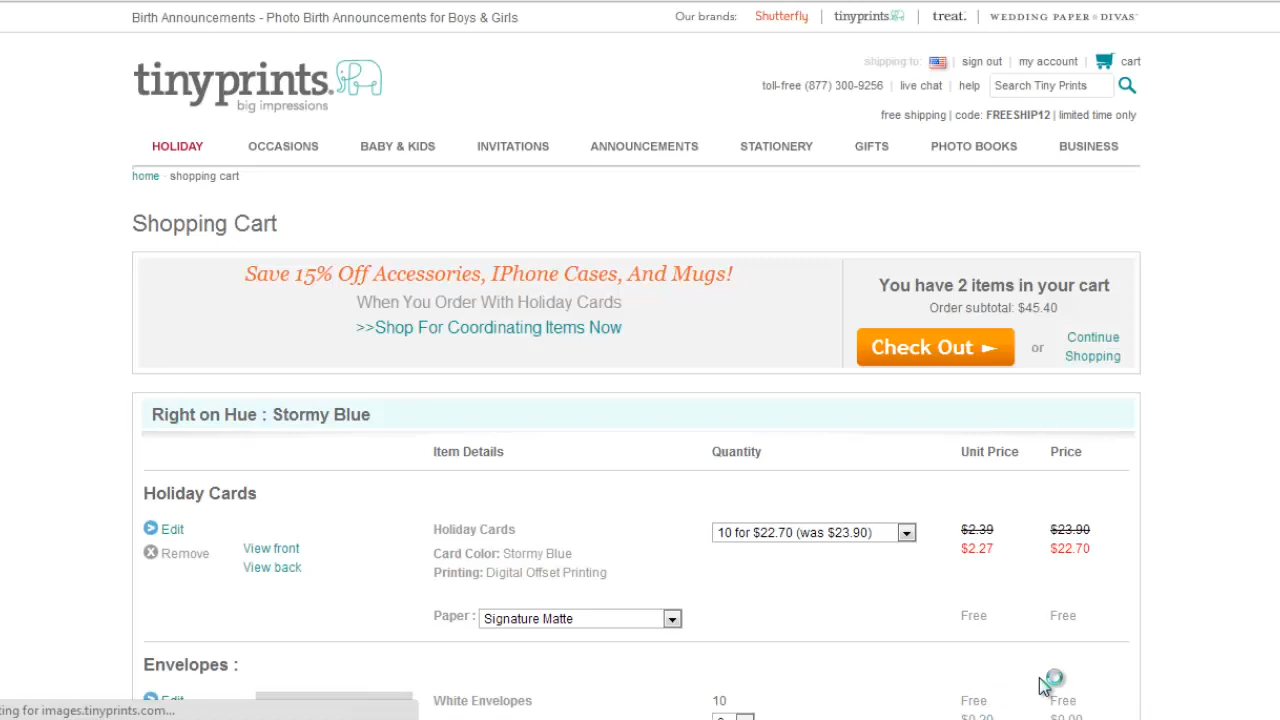 Birth Announcements - Photo Birth Announcements for Boys & Girls
Our brands: Shutterfly | tinyprints | treat. | WEDDING PAPER DIVAS
shipping to: | sign out | my account | cart
tinyprints.
big impressions
toll-free (877) 300-9256 | live chat | help Search Tiny Prints
free shipping | code: FREESHIP12 | limited time only
HOLIDAY OCCASIONS BABY & KIDS INVITATIONS ANNOUNCEMENTS STATIONERY GIFTS PHOTO BOOKS BUSINESS
home · shopping cart
Shopping Cart
Save 15% Off Accessories, IPhone Cases, And Mugs!
When You Order With Holiday Cards
>>Shop For Coordinating Items Now
You have 2 items in your cart
Order subtotal: $45.40
Check Out or Continue Shopping
Right on Hue : Stormy Blue
Item Details Quantity Unit Price Price
Holiday Cards
Edit Holiday Cards 10 for $22.70 (was $23.90) $2.39 $23.90
Remove View front Card Color: Stormy Blue $2.27 $22.70
View back Printing: Digital Offset Printing
Paper : Signature Matte Free Free
Envelopes :
Edit White Envelopes 10 Free Free
0 $0.20 $0.00
ting for images.tinyprints.com...